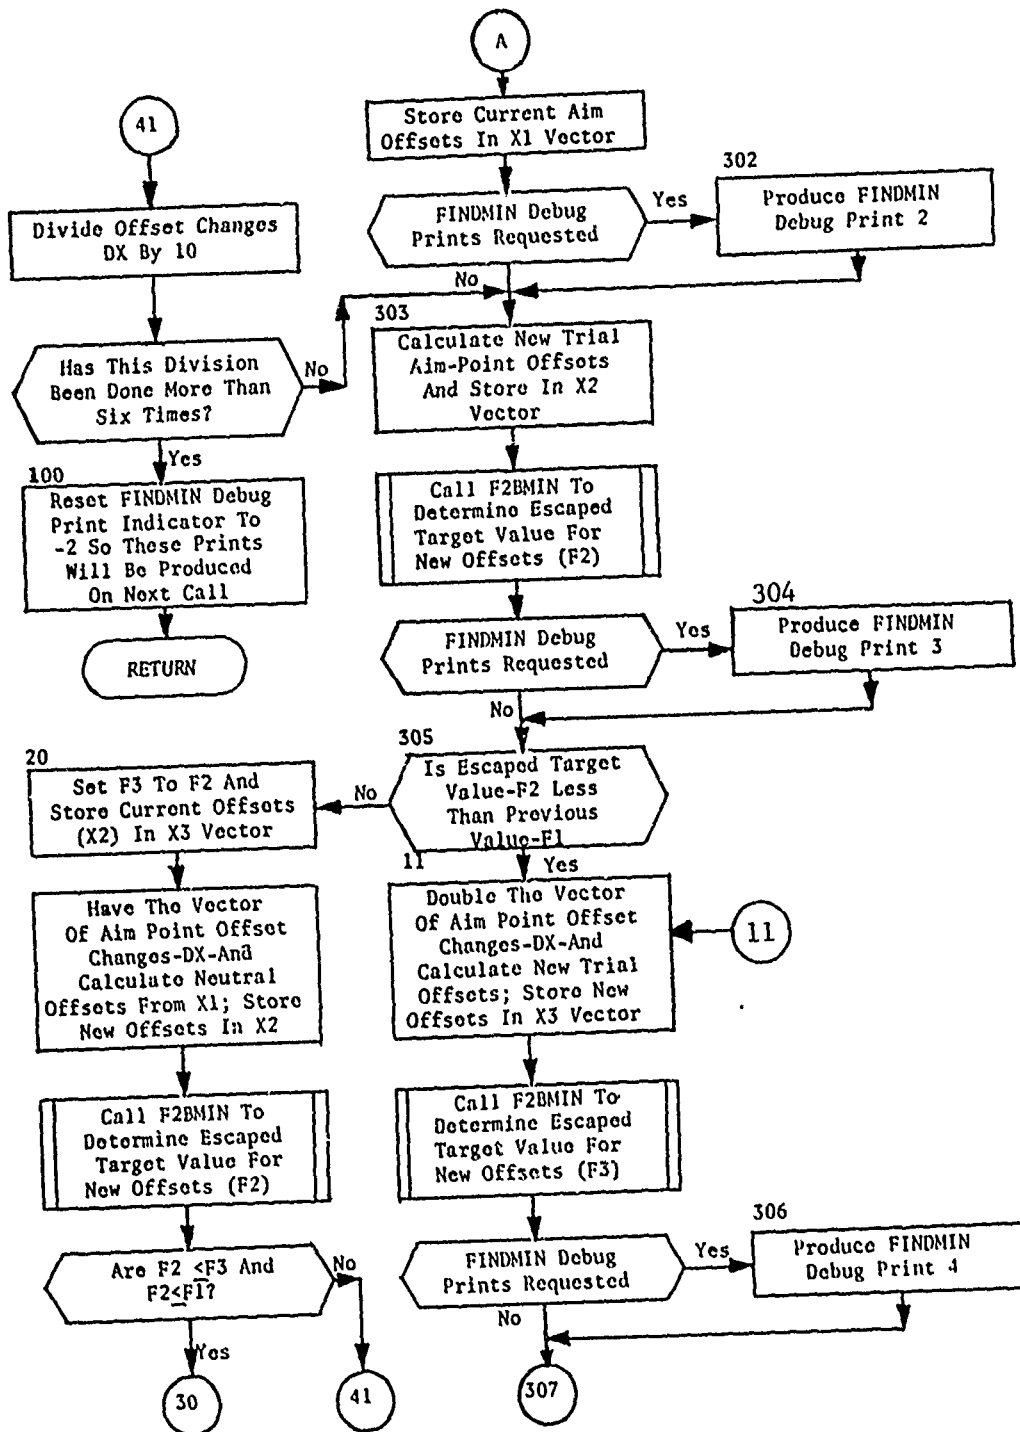 A
Store Current Aim
Offsets In X1 Vector
FINDMIN Debug
Prints Requested
Yes
302
Produce FINDMIN
Debug Print 2
No
41
Divide Offset Changes
DX By 10
Has This Division
Been Done More Than
Six Times?
No
Yes
100
Reset FINDMIN Debug
Print Indicator To
-2 So These Prints
Will Be Produced
On Next Call
RETURN
303
Calculate New Trial
Aim-Point Offsets
And Store In X2
Vector
Call F2BMIN To
Determine Escaped
Target Value For
New Offsets (F2)
FINDMIN Debug
Prints Requested
Yes
304
Produce FINDMIN
Debug Print 3
No
305
Is Escaped Target
Value-F2 Less
Than Previous
Value-F1
No
Yes
20
Set F3 To F2 And
Store Current Offsets
(X2) In X3 Vector
Have The Vector
Of Aim Point Offset
Changes-DX-And
Calculate Neutral
Offsets From X1; Store
New Offsets In X2
Call F2BMIN To
Determine Escaped
Target Value For
New Offsets (F2)
Are F2 ≤F3 And
F2≤F1?
No
Yes
30
41
11
Double The Vector
Of Aim Point Offset
Changes-DX-And
Calculate New Trial
Offsets; Store New
Offsets In X3 Vector
11
Call F2BMIN To
Determine Escaped
Target Value For
New Offsets (F3)
FINDMIN Debug
Prints Requested
Yes
306
Produce FINDMIN
Debug Print 4
No
307